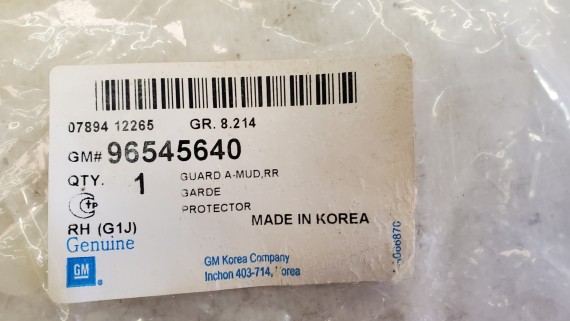 07894 12265 GR. 8.214
GM# 96545640
QTY. 1 GUARD A-MUD,RR
GARDE
PROTECTOR
RH (G1J) MADE IN KOREA
Genuine
GM
GM Korea Company
Inchon 403-714, Korea